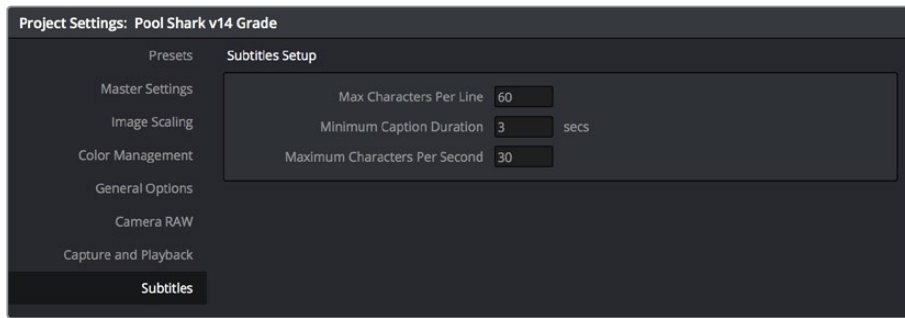 Project Settings: Pool Shark v14 Grade
Presets
Master Settings
Image Scaling
Color Management
General Options
Camera RAW
Capture and Playback
Subtitles
Subtitles Setup
Max Characters Per Line 60
Minimum Caption Duration 3 secs
Maximum Characters Per Second 30